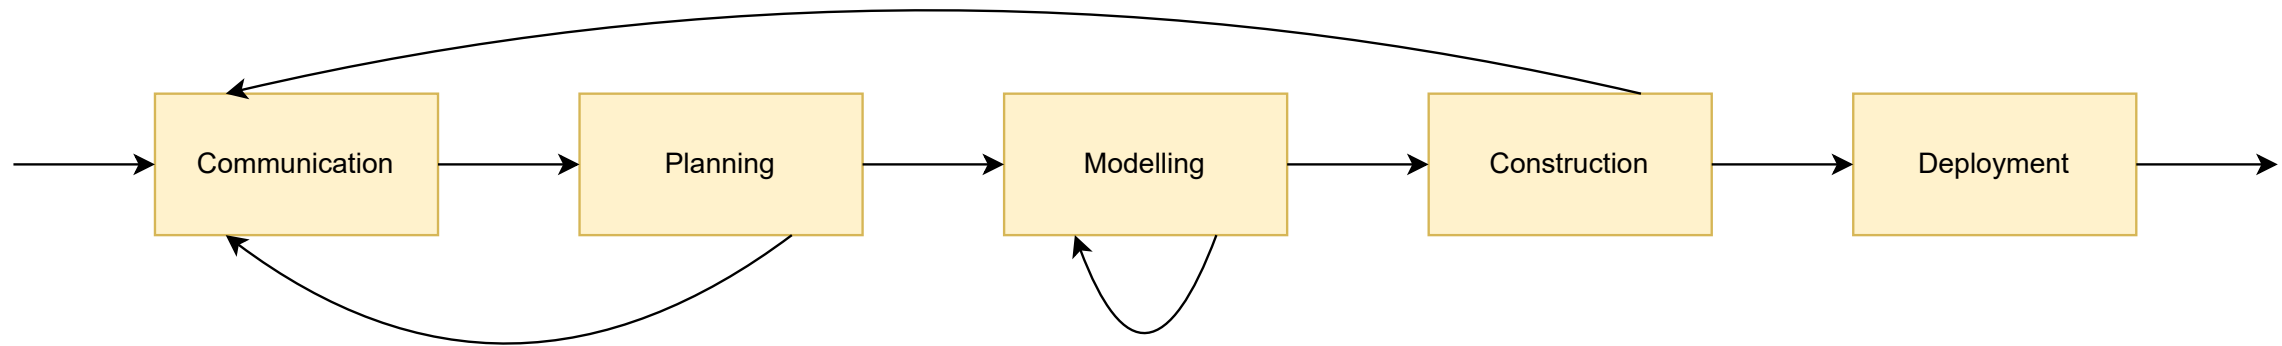 Communication
Planning
Modelling
Construction
Deployment